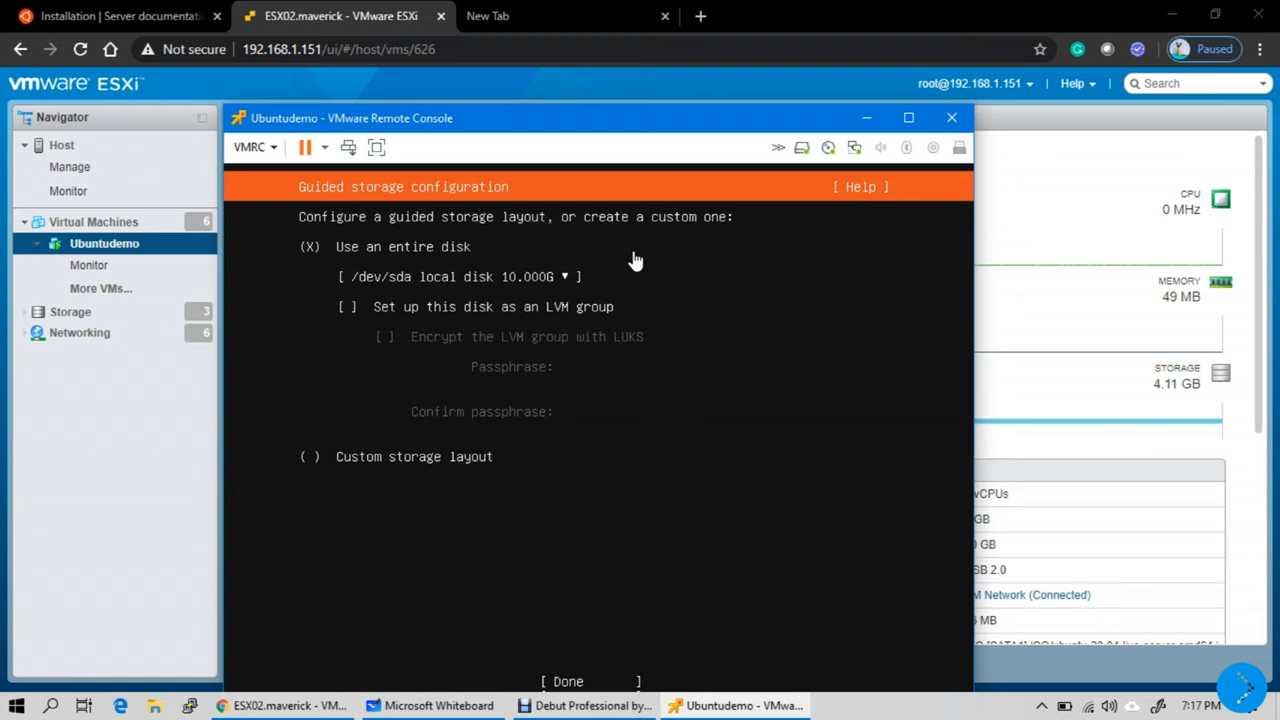 Installation | Server documentatio
ESX02.maverick - VMware ESXi
New Tab
Not secure
192.168.1.151/ui/#/host/vms/626
Paused
vmware ESXi™
root@192.168.1.151
Help
Search
Navigator
Host
Manage
Monitor
Virtual Machines 6
Ubuntudemo
Monitor
More VMs...
Storage 3
Networking 6
Ubuntudemo - VMware Remote Console
VMRC
Guided storage configuration [ Help ]
Configure a guided storage layout, or create a custom one:
(X) Use an entire disk
[ /dev/sda local disk 10.000G ▾ ]
[ ] Set up this disk as an LVM group
[ ] Encrypt the LVM group with LUKS
Passphrase:
Confirm passphrase:
( ) Custom storage layout
[ Done ]
CPU
0 MHz
MEMORY
49 MB
STORAGE
4.11 GB
vCPUs
GB
0 GB
SB 2.0
M Network (Connected)
6 MB
ESX02.maverick - VM...
Microsoft Whiteboard
Debut Professional by...
Ubuntudemo - VMwa...
7:17 PM